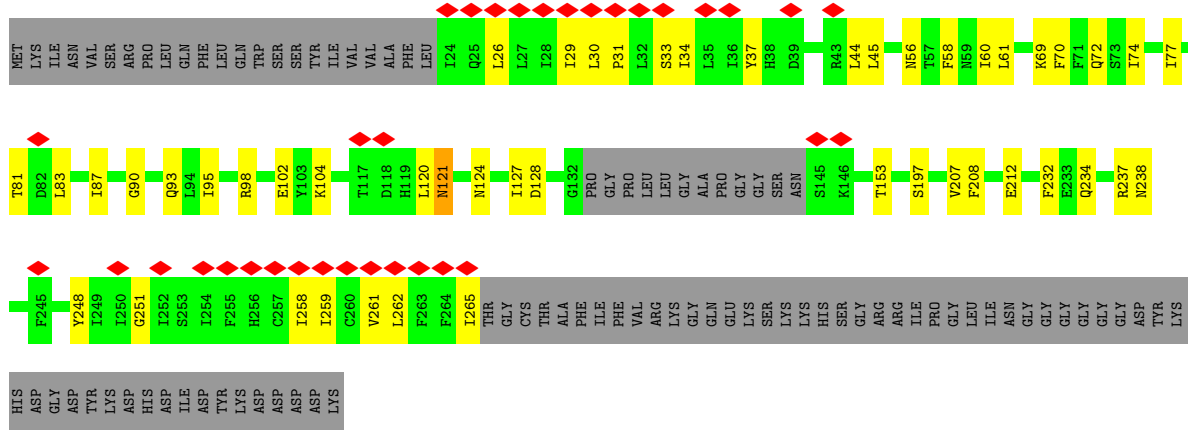 MET LYS ILE ASN VAL SER ARG PRO LEU GLN PHE LEU GLN TRP SER SER TYR ILE VAL VAL ALA PHE LEU I24 Q25 L26 L27 I28 I29 L30 P31 L32 S33 I34 L35 I36 Y37 H38 D39 R43 L44 L45 N56 T57 F58 N59 I60 L61 K69 F70 F71 Q72 S73 I74 I77
T81 D82 L83 I87 G90 Q93 L94 I95 R98 E102 Y103 K104 T117 D118 H119 L120 N121 N124 I127 D128 G132 PRO GLY PRO LEU LEU GLY ALA PRO GLY GLY SER ASN S145 K146 T153 S197 V207 F208 E212 F232 E233 Q234 R237 N238
F245 Y248 I249 I250 G251 I252 S253 I254 F255 H256 C257 I258 I259 C260 V261 L262 F263 F264 I265 THR GLY CYS THR ALA PHE ILE PHE VAL ARG LYS GLY GLN GLU LYS SER LYS LYS HIS SER GLY ARG ARG ILE PRO GLY LEU ILE ASN GLY GLY GLY GLY GLY ASP TYR LYS
HIS ASP GLY ASP TYR LYS ASP HIS ASP ILE ASP TYR LYS ASP ASP ASP ASP LYS